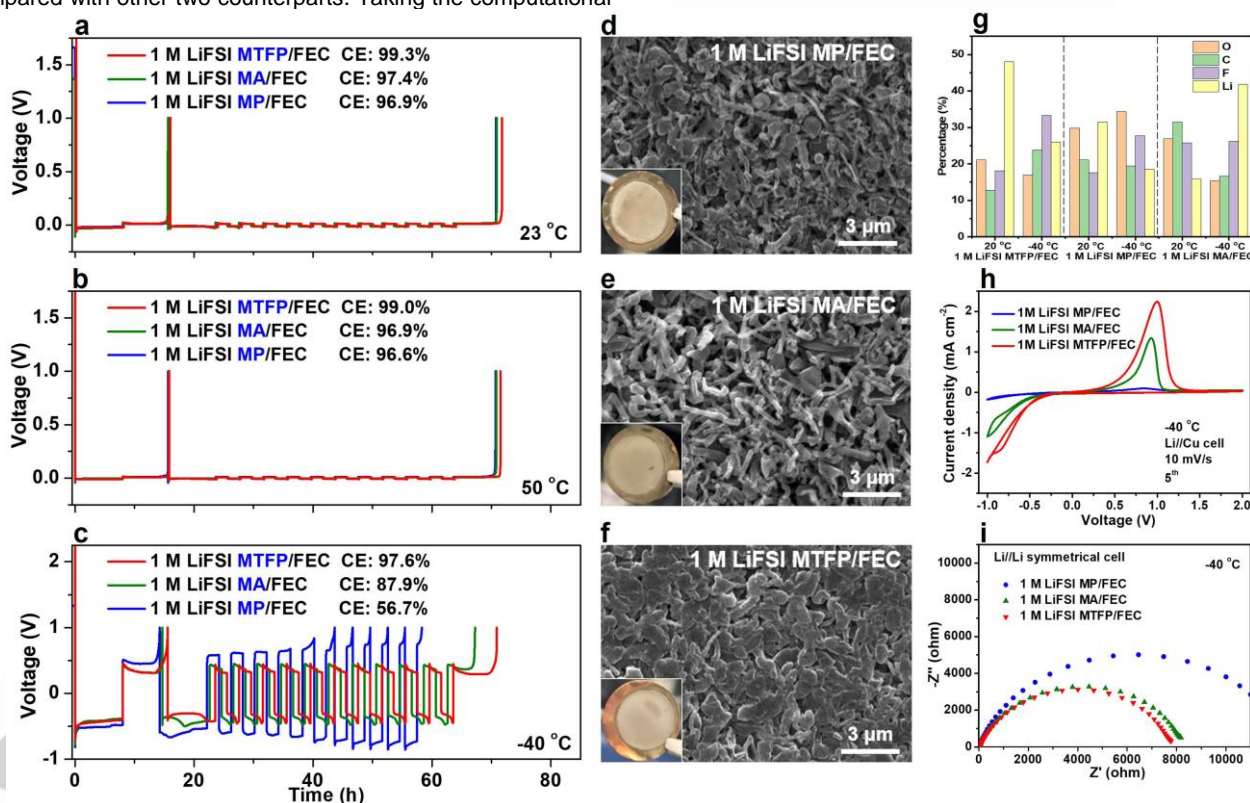 npared with other two counterparts. Taking the computational
a
1 M LiFSI MTFP/FEC CE: 99.3%
1 M LiFSI MA/FEC CE: 97.4%
1 M LiFSI MP/FEC CE: 96.9%
Voltage (V)
1.5
1.0
0.5
0.0
23 °C
b
1 M LiFSI MTFP/FEC CE: 99.0%
1 M LiFSI MA/FEC CE: 96.9%
1 M LiFSI MP/FEC CE: 96.6%
Voltage (V)
1.5
1.0
0.5
0.0
50 °C
c
1 M LiFSI MTFP/FEC CE: 97.6%
1 M LiFSI MA/FEC CE: 87.9%
1 M LiFSI MP/FEC CE: 56.7%
Voltage (V)
2
1
0
-1
-40 °C
0 20 40 60 80
Time (h)
d
1 M LiFSI MP/FEC
3 μm
e
1 M LiFSI MA/FEC
3 μm
f
1 M LiFSI MTFP/FEC
3 μm
g
O
C
F
Li
Percentage (%)
50
40
30
20
10
0
20 °C -40 °C 20 °C -40 °C 20 °C -40 °C
1 M LiFSI MTFP/FEC 1 M LiFSI MP/FEC 1 M LiFSI MA/FEC
h
1M LiFSI MP/FEC
1M LiFSI MA/FEC
1M LiFSI MTFP/FEC
Current density (mA cm-2)
2
1
0
-1
-2
-40 °C
Li//Cu cell
10 mV/s
5th
-1.0 -0.5 0.0 0.5 1.0 1.5 2.0
Voltage (V)
i
Li//Li symmetrical cell
-40 °C
1 M LiFSI MP/FEC
1 M LiFSI MA/FEC
1 M LiFSI MTFP/FEC
-Z'' (ohm)
10000
8000
6000
4000
2000
0
0 2000 4000 6000 8000 10000
Z' (ohm)